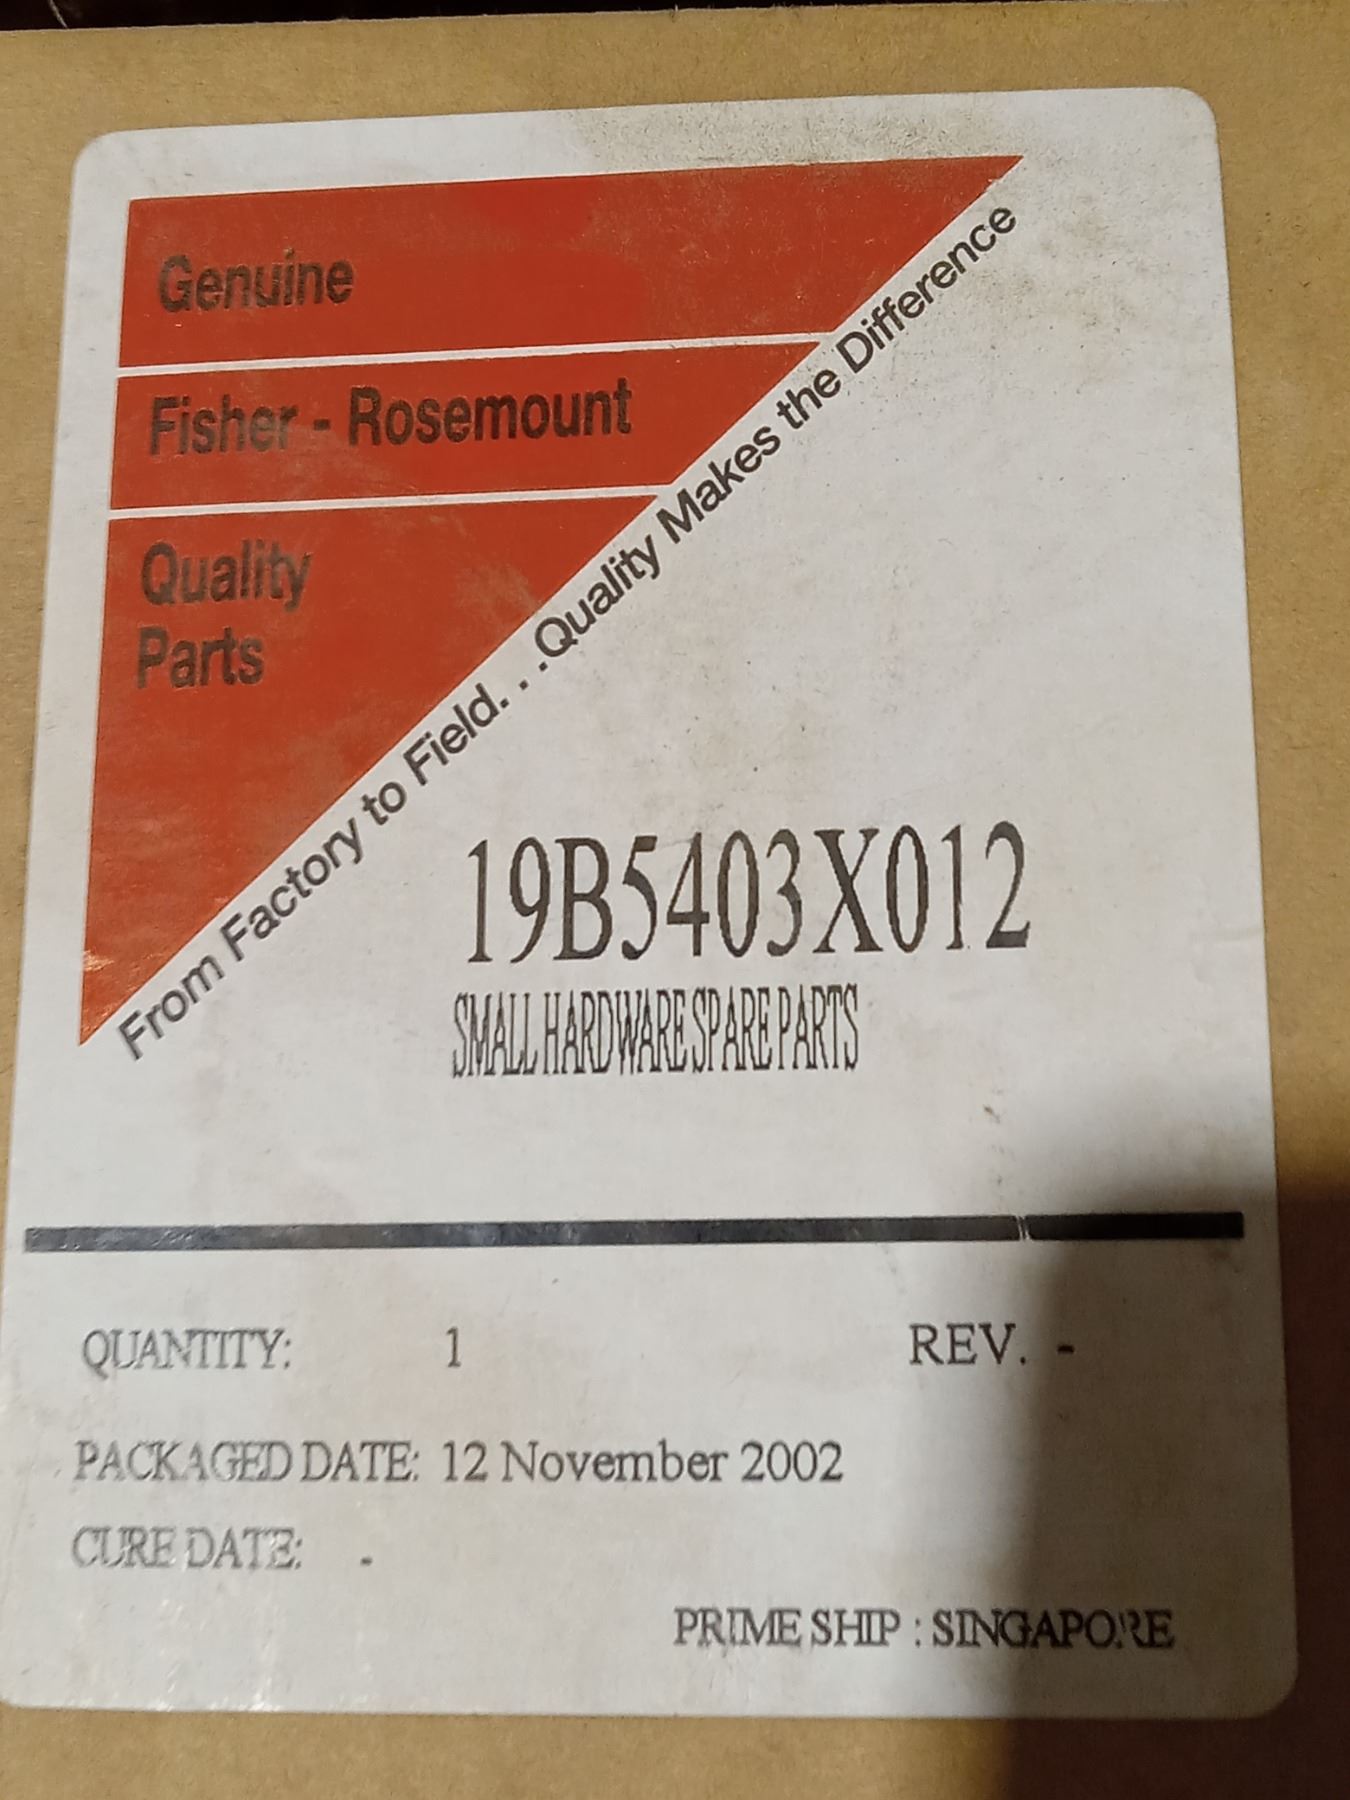 Genuine
Fisher - Rosemount
Quality
Parts
From Factory to Field. . .Quality Makes the Difference
19B5403X012
SMALL HARDWARE SPARE PARTS
QUANTITY: 1 REV. -
PACKAGED DATE: 12 November 2002
CURE DATE: -
PRIME SHIP : SINGAPORE